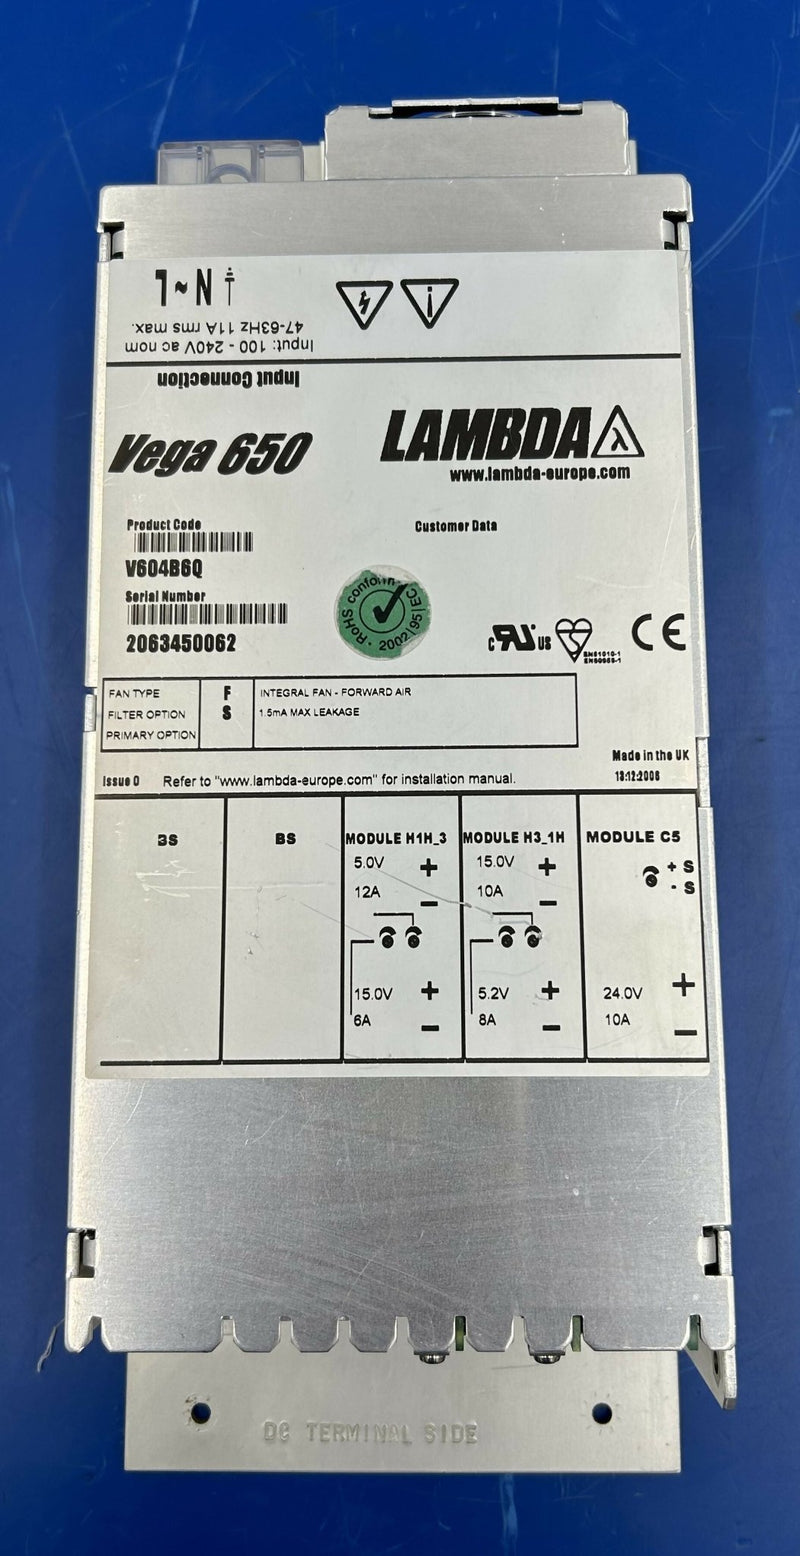 L ~ N
47-63Hz 11A rms max.
Input: 100 - 240V ac nom
Input Connection
Vega 650
LAMBDA
www.lambda-europe.com
Product Code
Customer Data
V604B6Q
Serial Number
2063450062
RoHS conform
2002/95/EC
c RU US
EN61010-1
EN60950-1
CE
FAN TYPE F INTEGRAL FAN - FORWARD AIR
FILTER OPTION S 1.5mA MAX LEAKAGE
PRIMARY OPTION
Made in the UK
Issue 0 Refer to "www.lambda-europe.com" for installation manual.
13:12:2006
BS BS MODULE H1H_3 MODULE H3_1H MODULE C5
5.0V + 15.0V + + S
12A - 10A - - S
15.0V + 5.2V + 24.0V +
6A - 8A - 10A -
DC TERMINAL SIDE